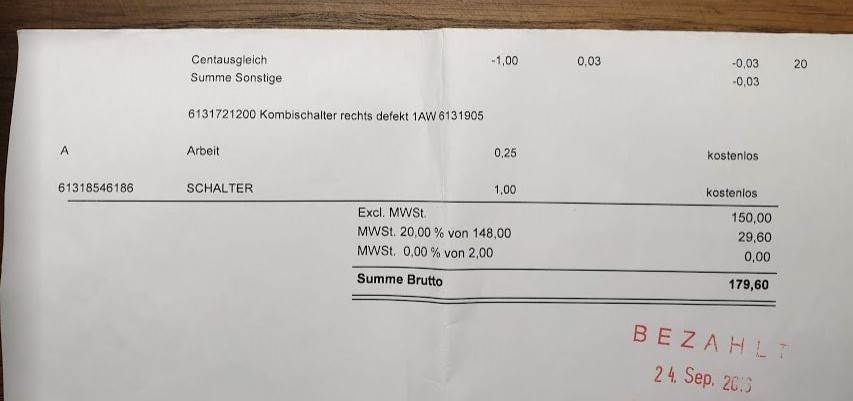 Centausgleich -1,00 0,03 -0,03 20
Summe Sonstige -0,03
6131721200 Kombischalter rechts defekt 1AW 6131905
A Arbeit 0,25 kostenlos
61318546186 SCHALTER 1,00 kostenlos
Excl. MWSt. 150,00
MWSt. 20,00 % von 148,00 29,60
MWSt. 0,00 % von 2,00 0,00
Summe Brutto 179,60
BEZAHLT
24. Sep.